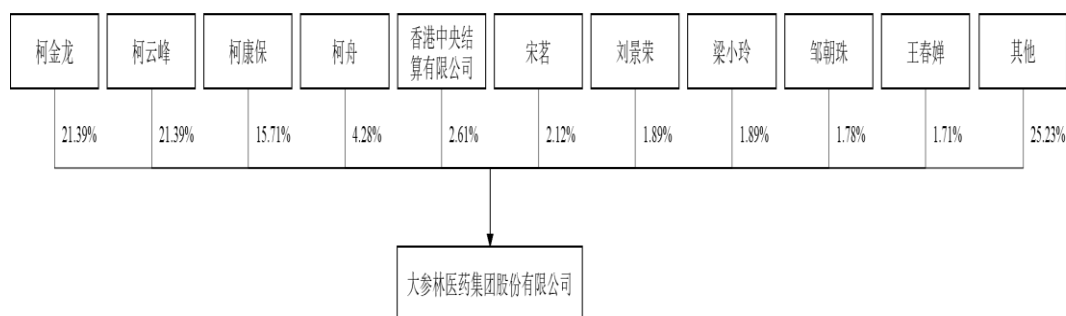 柯金龙
柯云峰
柯康保
柯舟
香港中央结
算有限公司
宋茗
刘景荣
梁小玲
邹朝珠
王春婵
其他
21.39%
21.39%
15.71%
4.28%
2.61%
2.12%
1.89%
1.89%
1.78%
1.71%
25.23%
大参林医药集团股份有限公司